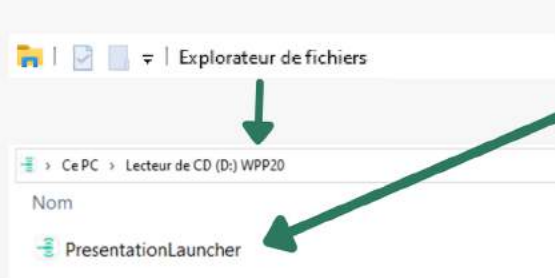 Explorateur de fichiers
Ce PC > Lecteur de CD (D:) WPP20
Nom
PresentationLauncher